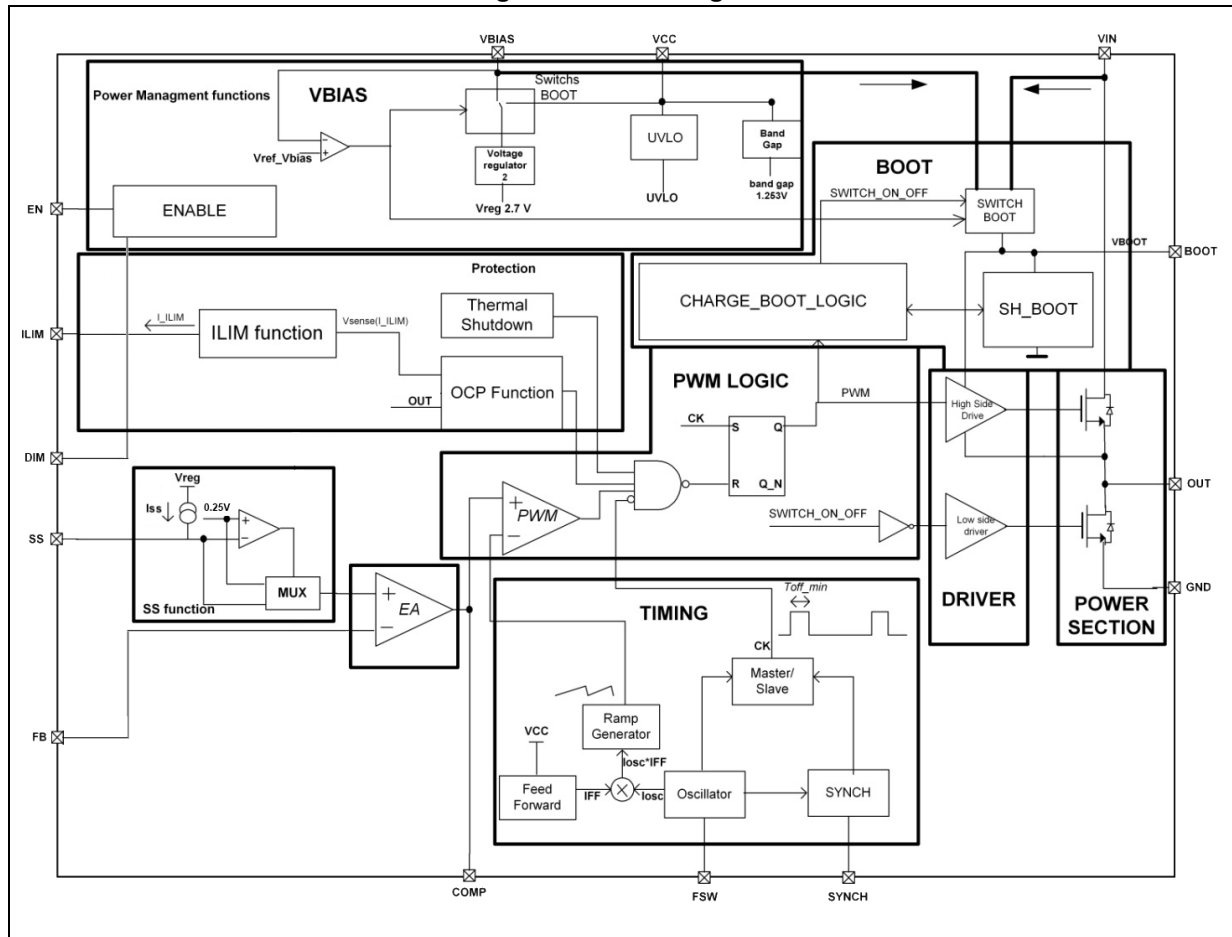 VBIAS
VCC
VIN
Power Managment functions
VBIAS
Switchs
BOOT
Vref_Vbias
-
+
Voltage
regulator
2
Vreg 2.7 V
UVLO
UVLO
Band
Gap
band gap
1.253V
BOOT
SWITCH_ON_OFF
SWITCH
BOOT
VBOOT
BOOT
EN
ENABLE
Protection
Thermal
Shutdown
CHARGE_BOOT_LOGIC
SH_BOOT
ILIM
I_ILIM
ILIM function
Vsense(I_ILIM)
OCP Function
OUT
PWM LOGIC
PWM
High Side
Drive
CK
S
Q
R
Q_N
DIM
Vreg
Iss
0.25V
+
-
SS
MUX
SS function
+
PWM
-
SWITCH_ON_OFF
Low side
driver
OUT
GND
DRIVER
POWER
SECTION
+
EA
-
TIMING
Toff_min
CK
Master/
Slave
Ramp
Generator
FB
VCC
Iosc*IFF
Feed
Forward
IFF
Iosc
Oscillator
SYNCH
COMP
FSW
SYNCH